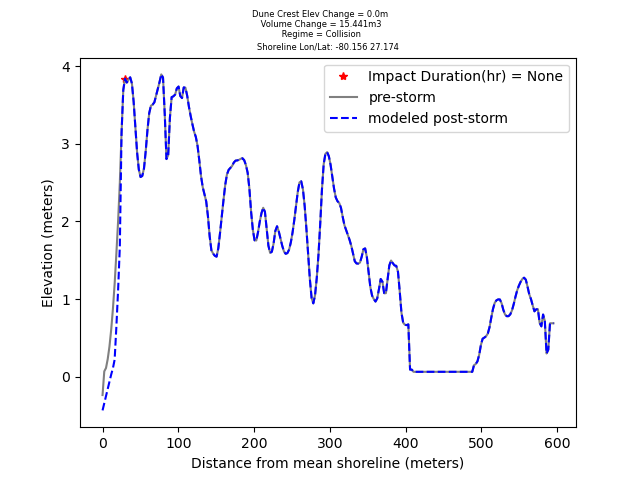 Dune Crest Elev Change = 0.0m
Volume Change = 15.441m3
Regime = Collision
Shoreline Lon/Lat: -80.156 27.174
Impact Duration(hr) = None
pre-storm
modeled post-storm
Elevation (meters)
4
3
2
1
0
0 100 200 300 400 500 600
Distance from mean shoreline (meters)